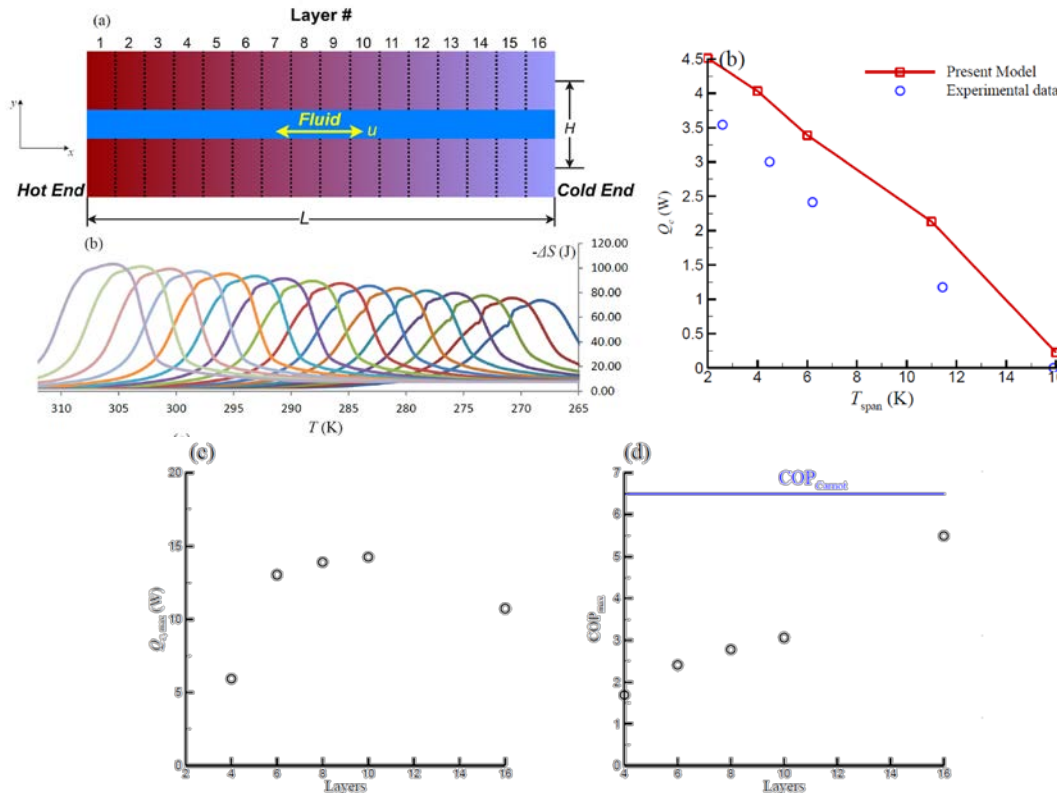 (a)
Layer #
1 2 3 4 5 6 7 8 9 10 11 12 13 14 15 16
y
x
Fluid
u
H
Hot End
Cold End
L
(b)
-ΔS (J)
120.00
100.00
80.00
60.00
40.00
20.00
0.00
310 305 300 295 290 285 280 275 270 265
T (K)
(b)
Present Model
Experimental data
4.5
4
3.5
3
2.5
2
1.5
1
0.5
0
Q_c (W)
2 4 6 8 10 12 14 16
T_span (K)
(c)
20
15
10
5
0
Q_c,max (W)
2 4 6 8 10 12 14 16
Layers
(d)
COP_Carnot
7
6
5
4
3
2
1
0
COP_max
4 6 8 10 12 14 16
Layers